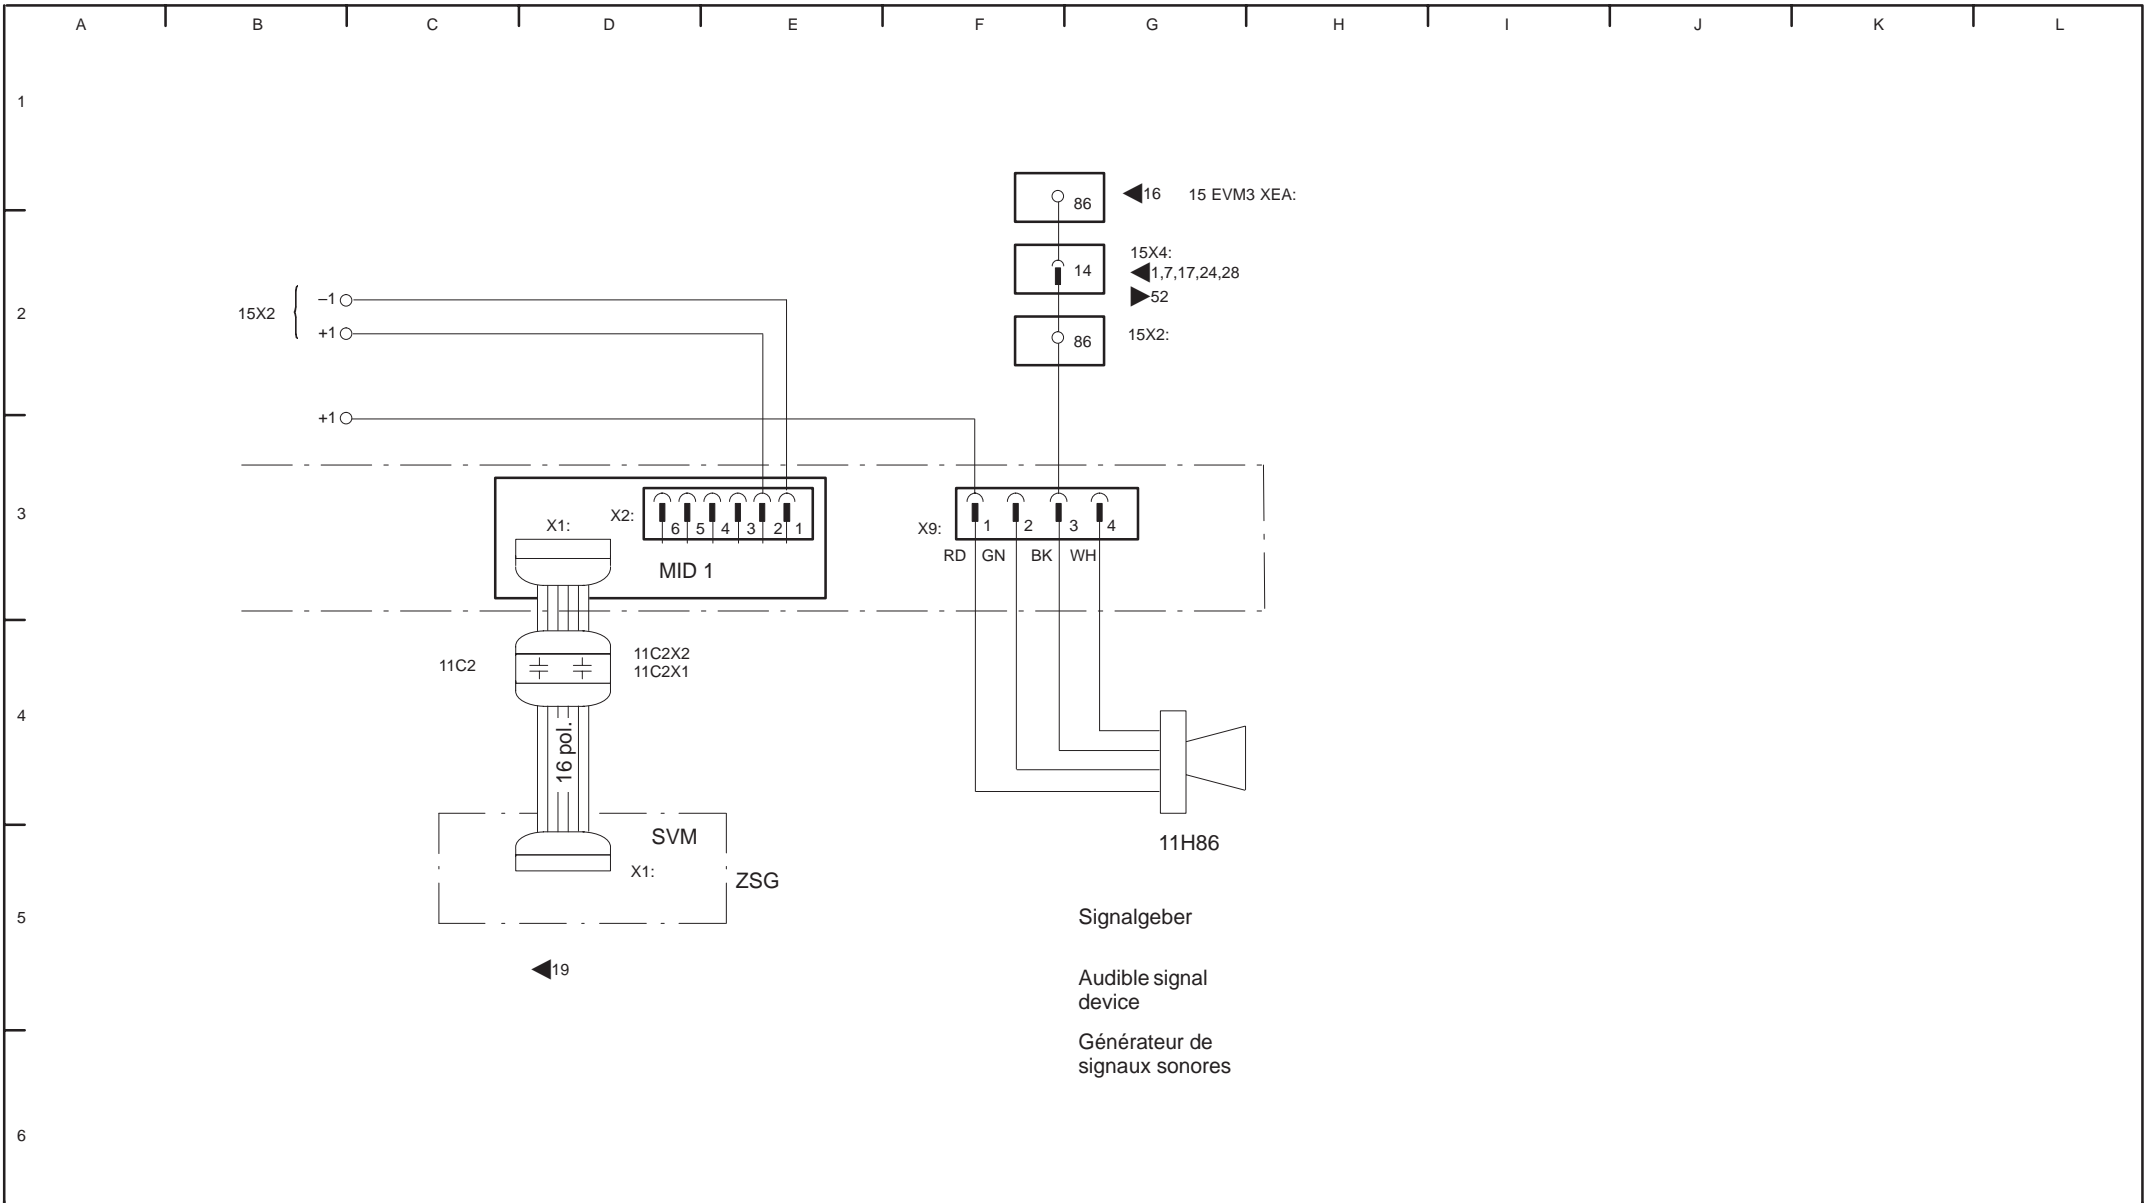 A B C D E F G H I J K L
1
86
16 15 EVM3 XEA:
15X4:
14
1,7,17,24,28
52
2
15X2
–1
+1
86
15X2:
+1
3
X1:
X2:
6 5 4 3 2 1
MID 1
X9:
1 2 3 4
RD GN BK WH
11C2
11C2X2
11C2X1
4
16 pol.
SVM
X1:
ZSG
11H86
5
Signalgeber
19
Audible signal
device
Générateur de
signaux sonores
6